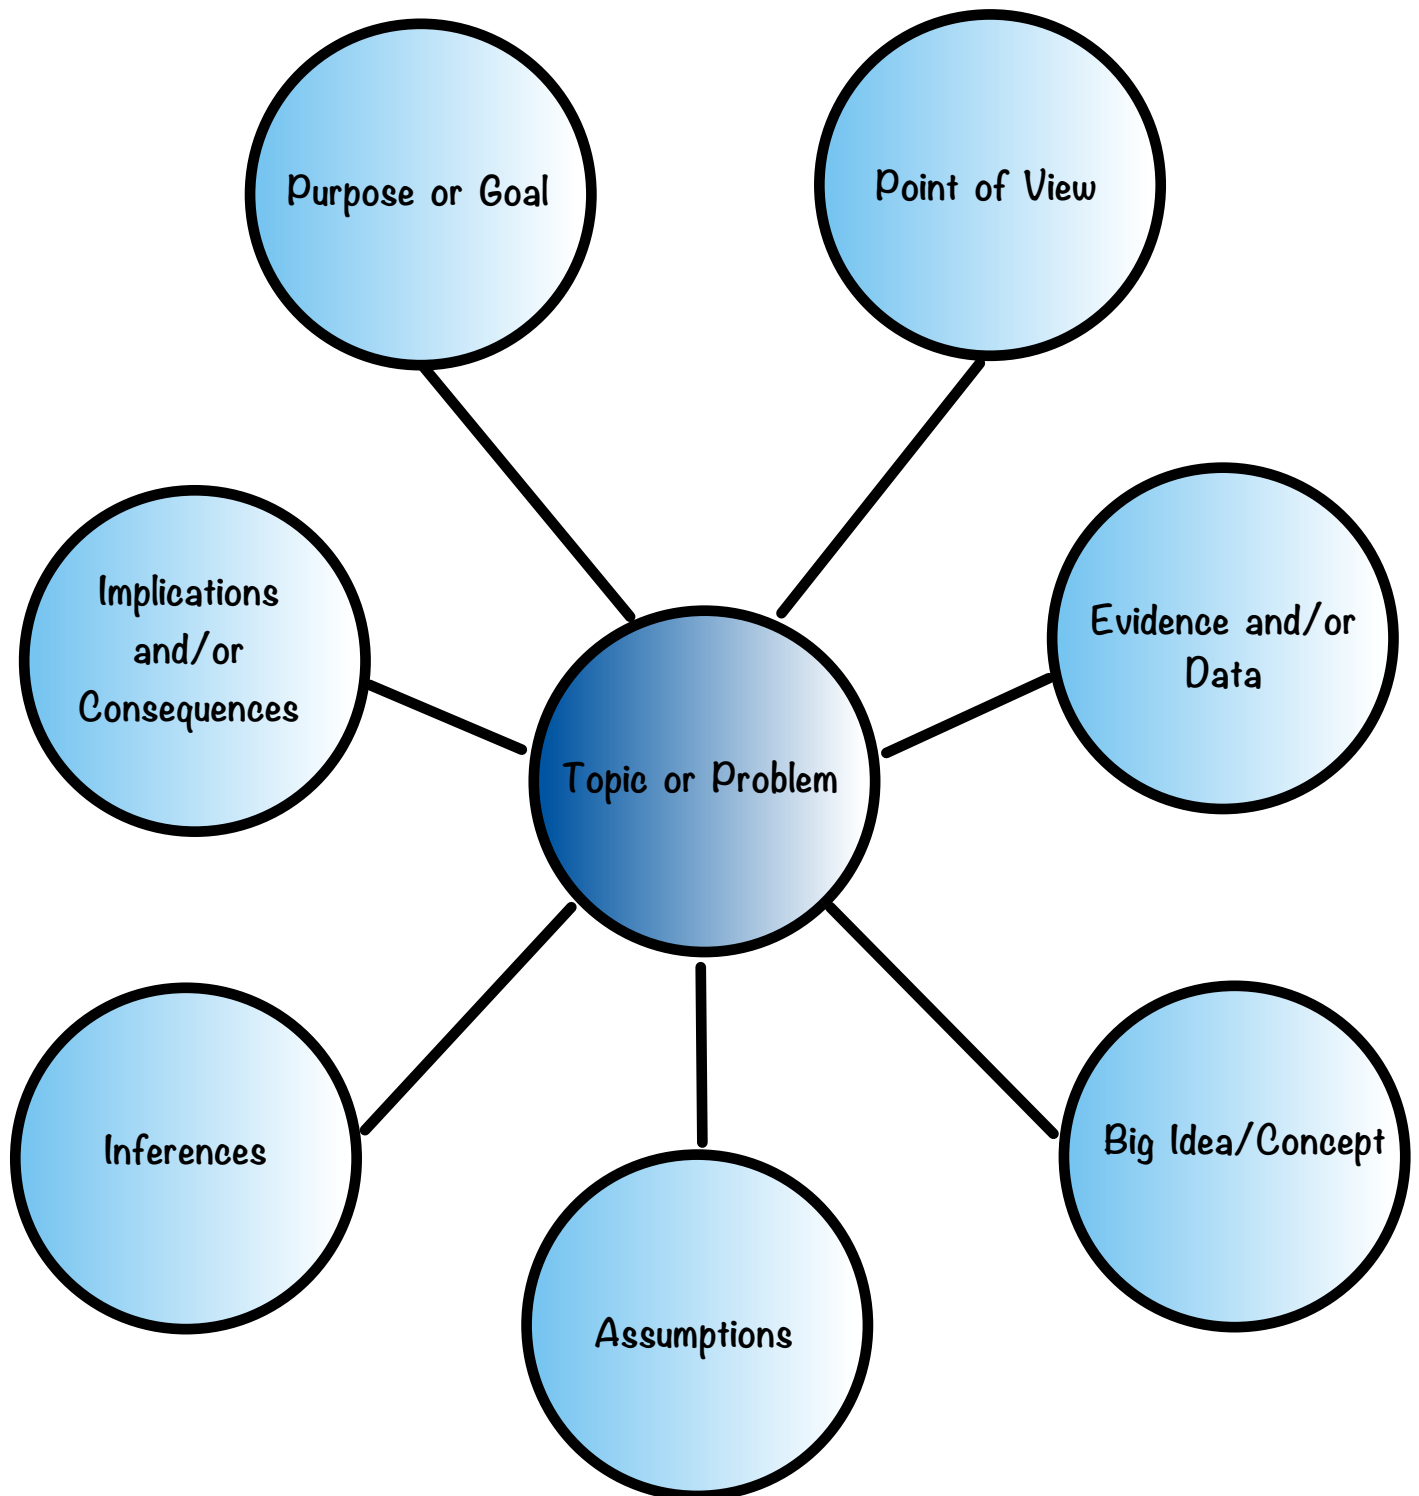 Purpose or Goal
Point of View
Implications
and/or
Consequences
Evidence and/or
Data
Topic or Problem
Inferences
Big Idea/Concept
Assumptions